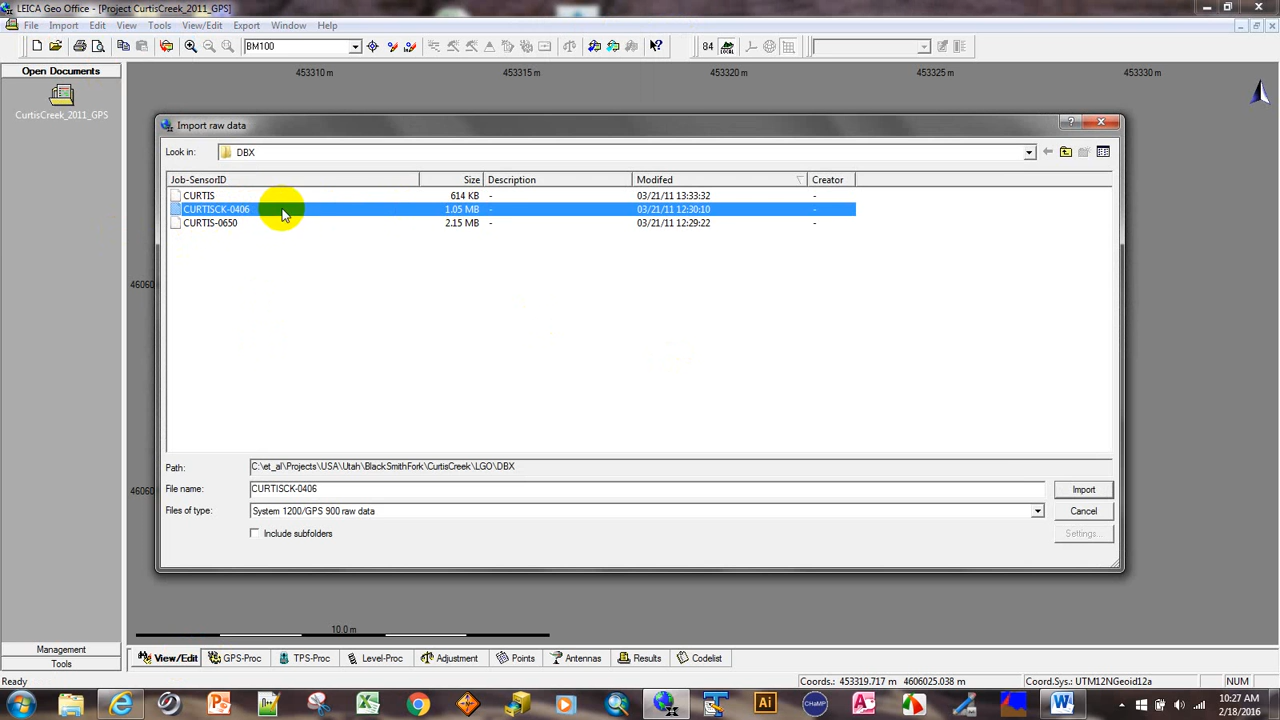 LEICA Geo Office - [Project CurtisCreek_2011_GPS]
File Import Edit View Tools View/Edit Export Window Help
BM100
84
Open Documents
CurtisCreek_2011_GPS
453310 m 453315 m 453320 m 453325 m 453330 m
Import raw data
Look in: DBX
Job-SensorID Size Description Modified Creator
CURTIS 614 KB - 03/21/11 13:33:32 -
CURTISCK-0406 1.05 MB - 03/21/11 12:30:10 -
CURTIS-0650 2.15 MB - 03/21/11 12:29:22 -
46060
Path: C:\et_al\Projects\USA\Utah\BlackSmithFork\CurtisCreek\LGO\DBX
File name: CURTISCK-0406 Import
46060
Files of type: System 1200/GPS 900 raw data Cancel
Include subfolders Settings...
10.0 m
Management
Tools
View/Edit GPS-Proc TPS-Proc Level-Proc Adjustment Points Antennas Results Codelist
Ready Coords.: 453319.717 m 4606025.038 m Coord.Sys.: UTM12NGeoid12a NUM
CHaMP
10:27 AM
2/18/2016